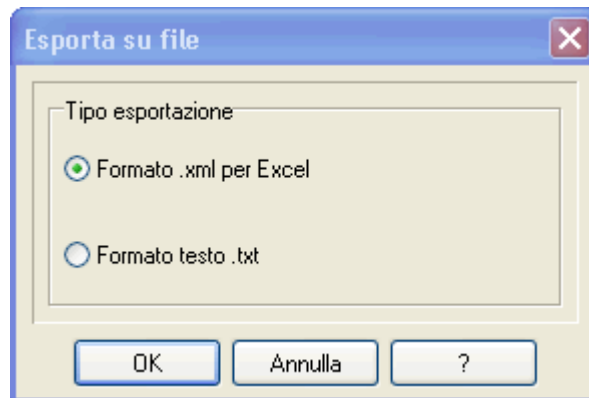 Esporta su file
Tipo esportazione
Formato .xml per Excel
Formato testo .txt
OK Annulla ?